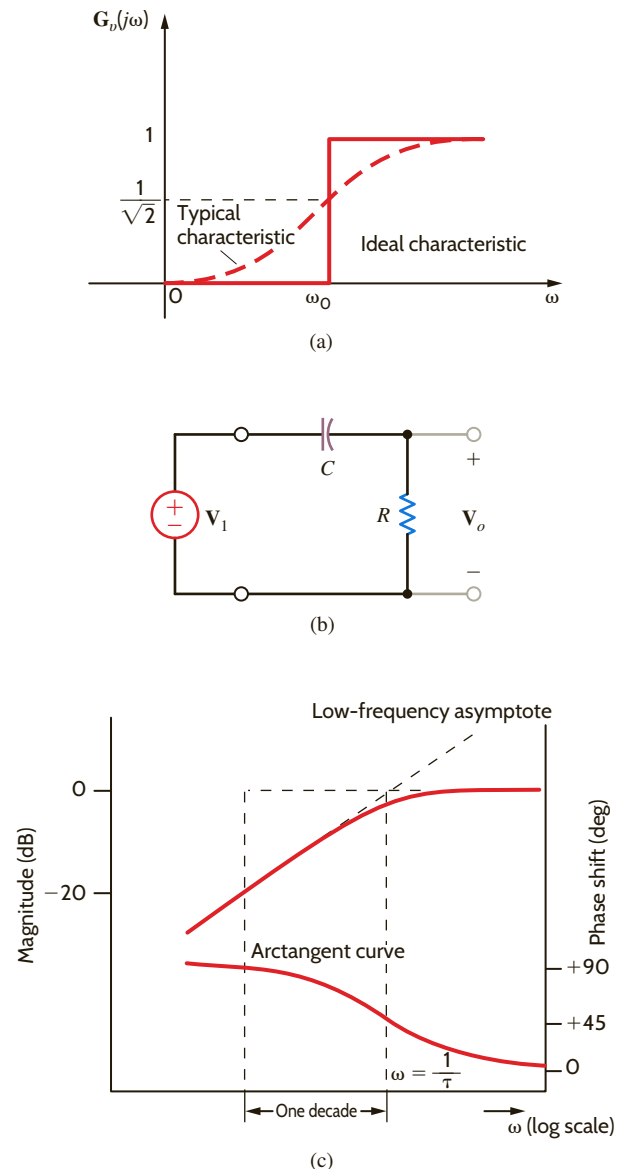 G_v(jω)
1
1/√2
Typical
characteristic
Ideal characteristic
0
ω_0
ω
(a)
C
+
+
−
V_1
R
V_o
−
(b)
Low-frequency asymptote
0
−20
Magnitude (dB)
Phase shift (deg)
Arctangent curve
+90
+45
0
ω = 1/τ
One decade
ω (log scale)
(c)